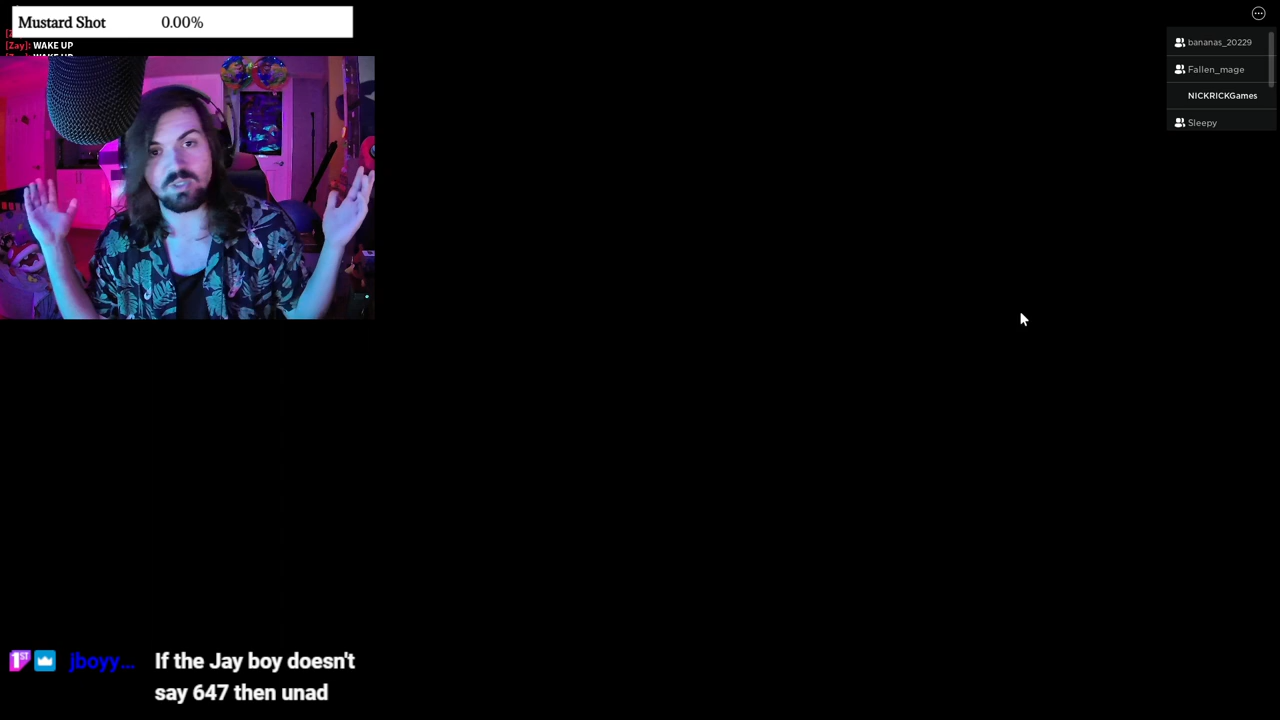 Mustard Shot 0.00%
[Zay]: WAKE UP
bananas_20229
Fallen_mage
NICKRICKGames
Sleepy
1ST jboyy... If the Jay boy doesn't
say 647 then unad